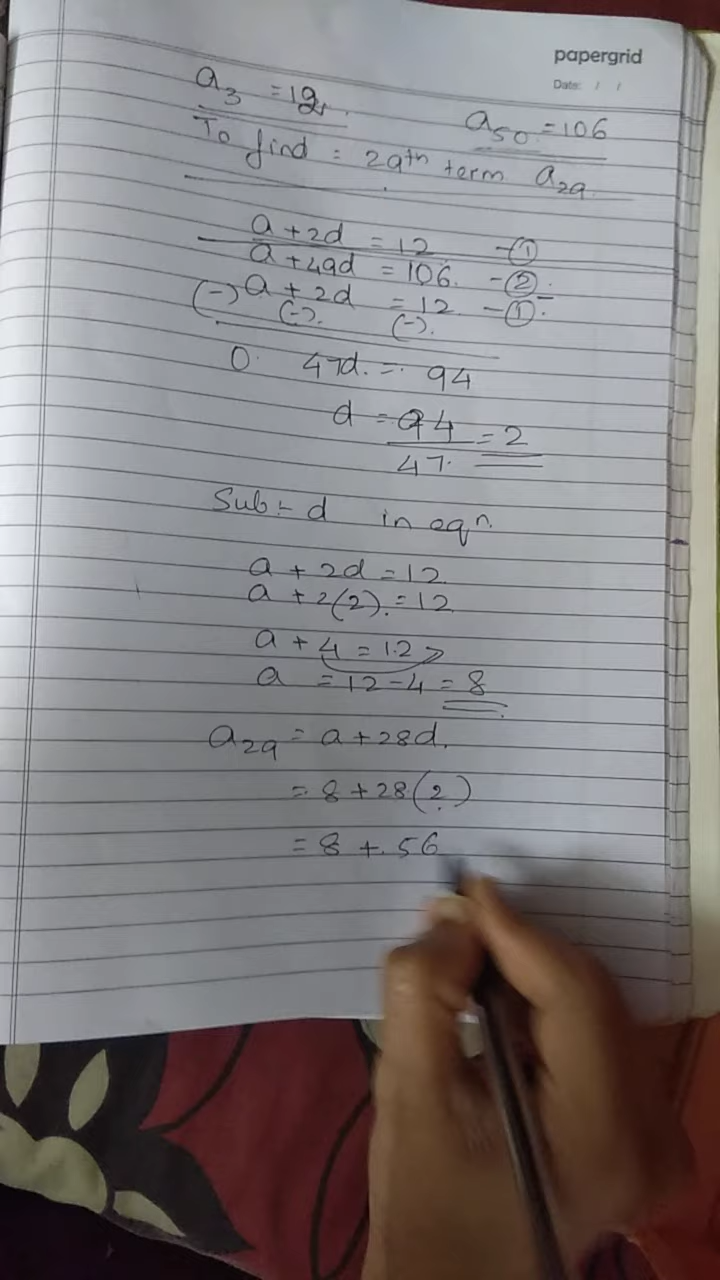 papergrid
Date: / /
a₃ = 12, a₅₀ = 106
To find = 29th term a₂₉
a + 2d = 12 - ①
a + 49d = 106. - ②
(-) a + 2d = 12 - ①
(-). (-).
0. 47d. = 94
d = 94/47. = 2
Sub:- d in eqn.
a + 2d = 12.
a + 2(2). = 12
a + 4 = 12
a = 12 - 4 = 8
a₂₉ = a + 28d.
= 8 + 28(2)
= 8 + 56